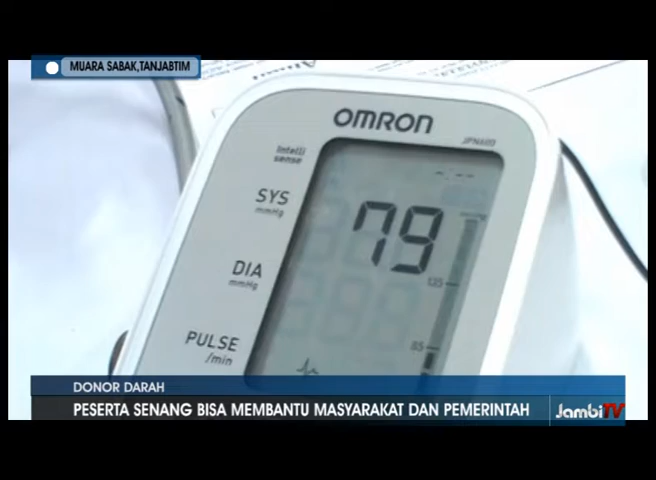 MUARA SABAK,TANJABTIM
OMRON
Intelli
sense
SYS
mmHg
79
135
DIA
mmHg
85
PULSE
/min
DONOR DARAH
PESERTA SENANG BISA MEMBANTU MASYARAKAT DAN PEMERINTAH
JambiTV